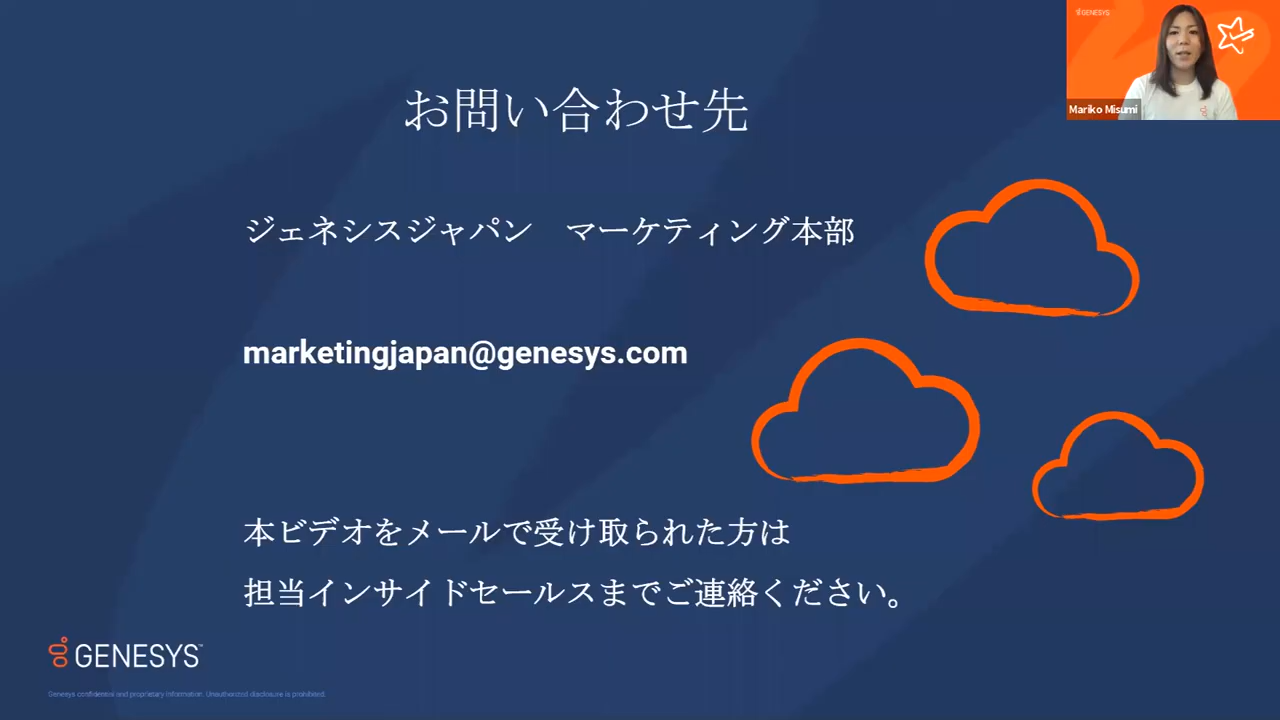 GENESYS
Mariko Misumi
お問い合わせ先
ジェネシスジャパン　マーケティング本部
marketingjapan@genesys.com
本ビデオをメールで受け取られた方は
担当インサイドセールスまでご連絡ください。
GENESYS™
Genesys confidential and proprietary information. Unauthorized disclosure is prohibited.